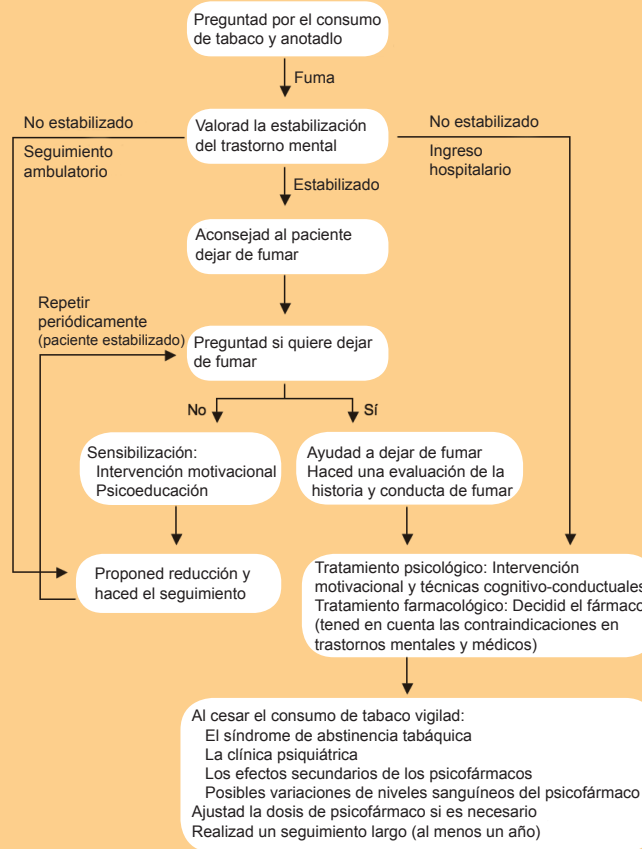 Preguntad por el consumo
de tabaco y anotadlo
Fuma
No estabilizado
Seguimiento
ambulatorio
Valorad la estabilización
del trastorno mental
No estabilizado
Ingreso
hospitalario
Estabilizado
Aconsejad al paciente
dejar de fumar
Repetir
periódicamente
(paciente estabilizado)
Preguntad si quiere dejar
de fumar
No
Sí
Sensibilización:
Intervención motivacional
Psicoeducación
Ayudad a dejar de fumar
Haced una evaluación de la
historia y conducta de fumar
Proponed reducción y
haced el seguimiento
Tratamiento psicológico: Intervención
motivacional y técnicas cognitivo-conductuales
Tratamiento farmacológico: Decidid el fármaco
(tened en cuenta las contraindicaciones en
trastornos mentales y médicos)
Al cesar el consumo de tabaco vigilad:
El síndrome de abstinencia tabáquica
La clínica psiquiátrica
Los efectos secundarios de los psicofármacos
Posibles variaciones de niveles sanguíneos del psicofármaco
Ajustad la dosis de psicofármaco si es necesario
Realizad un seguimiento largo (al menos un año)